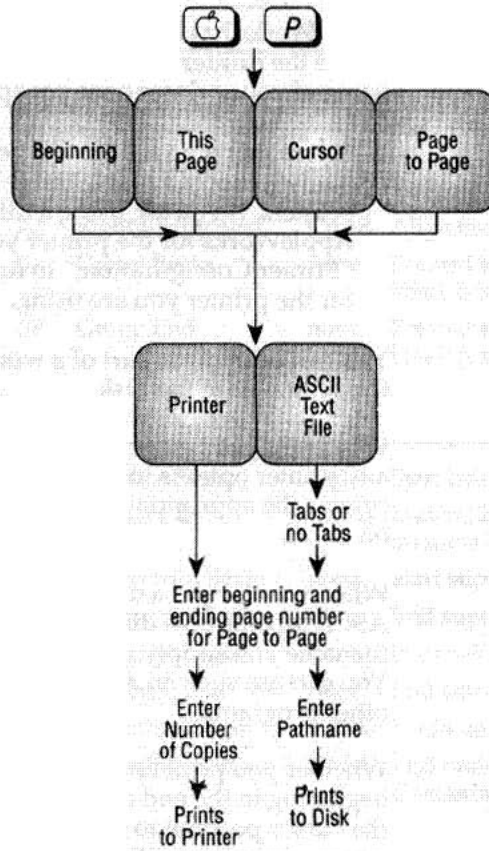 P
Beginning
This
Page
Cursor
Page
to Page
Printer
ASCII
Text
File
Tabs or
no Tabs
Enter beginning and
ending page number
for Page to Page
Enter
Number
of Copies
Enter
Pathname
Prints
to Printer
Prints
to Disk